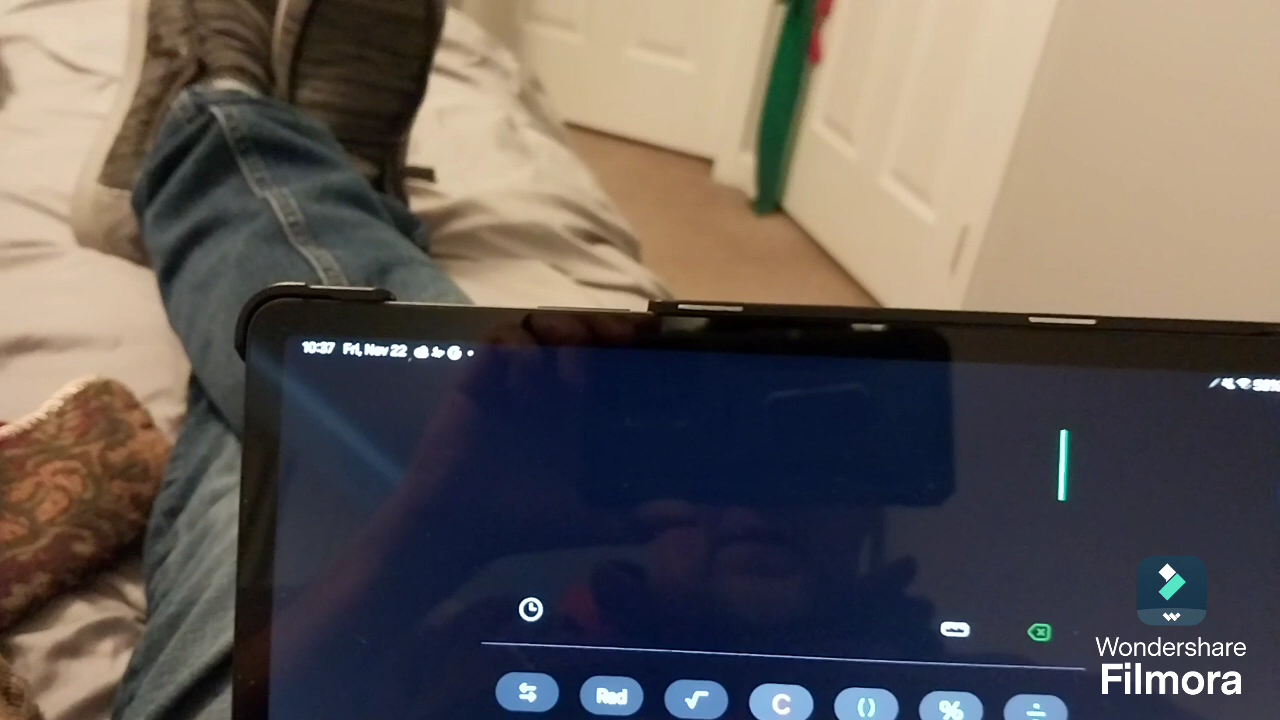 10:37 Fri, Nov 22
Rad √ C () % ÷
Wondershare
Filmora